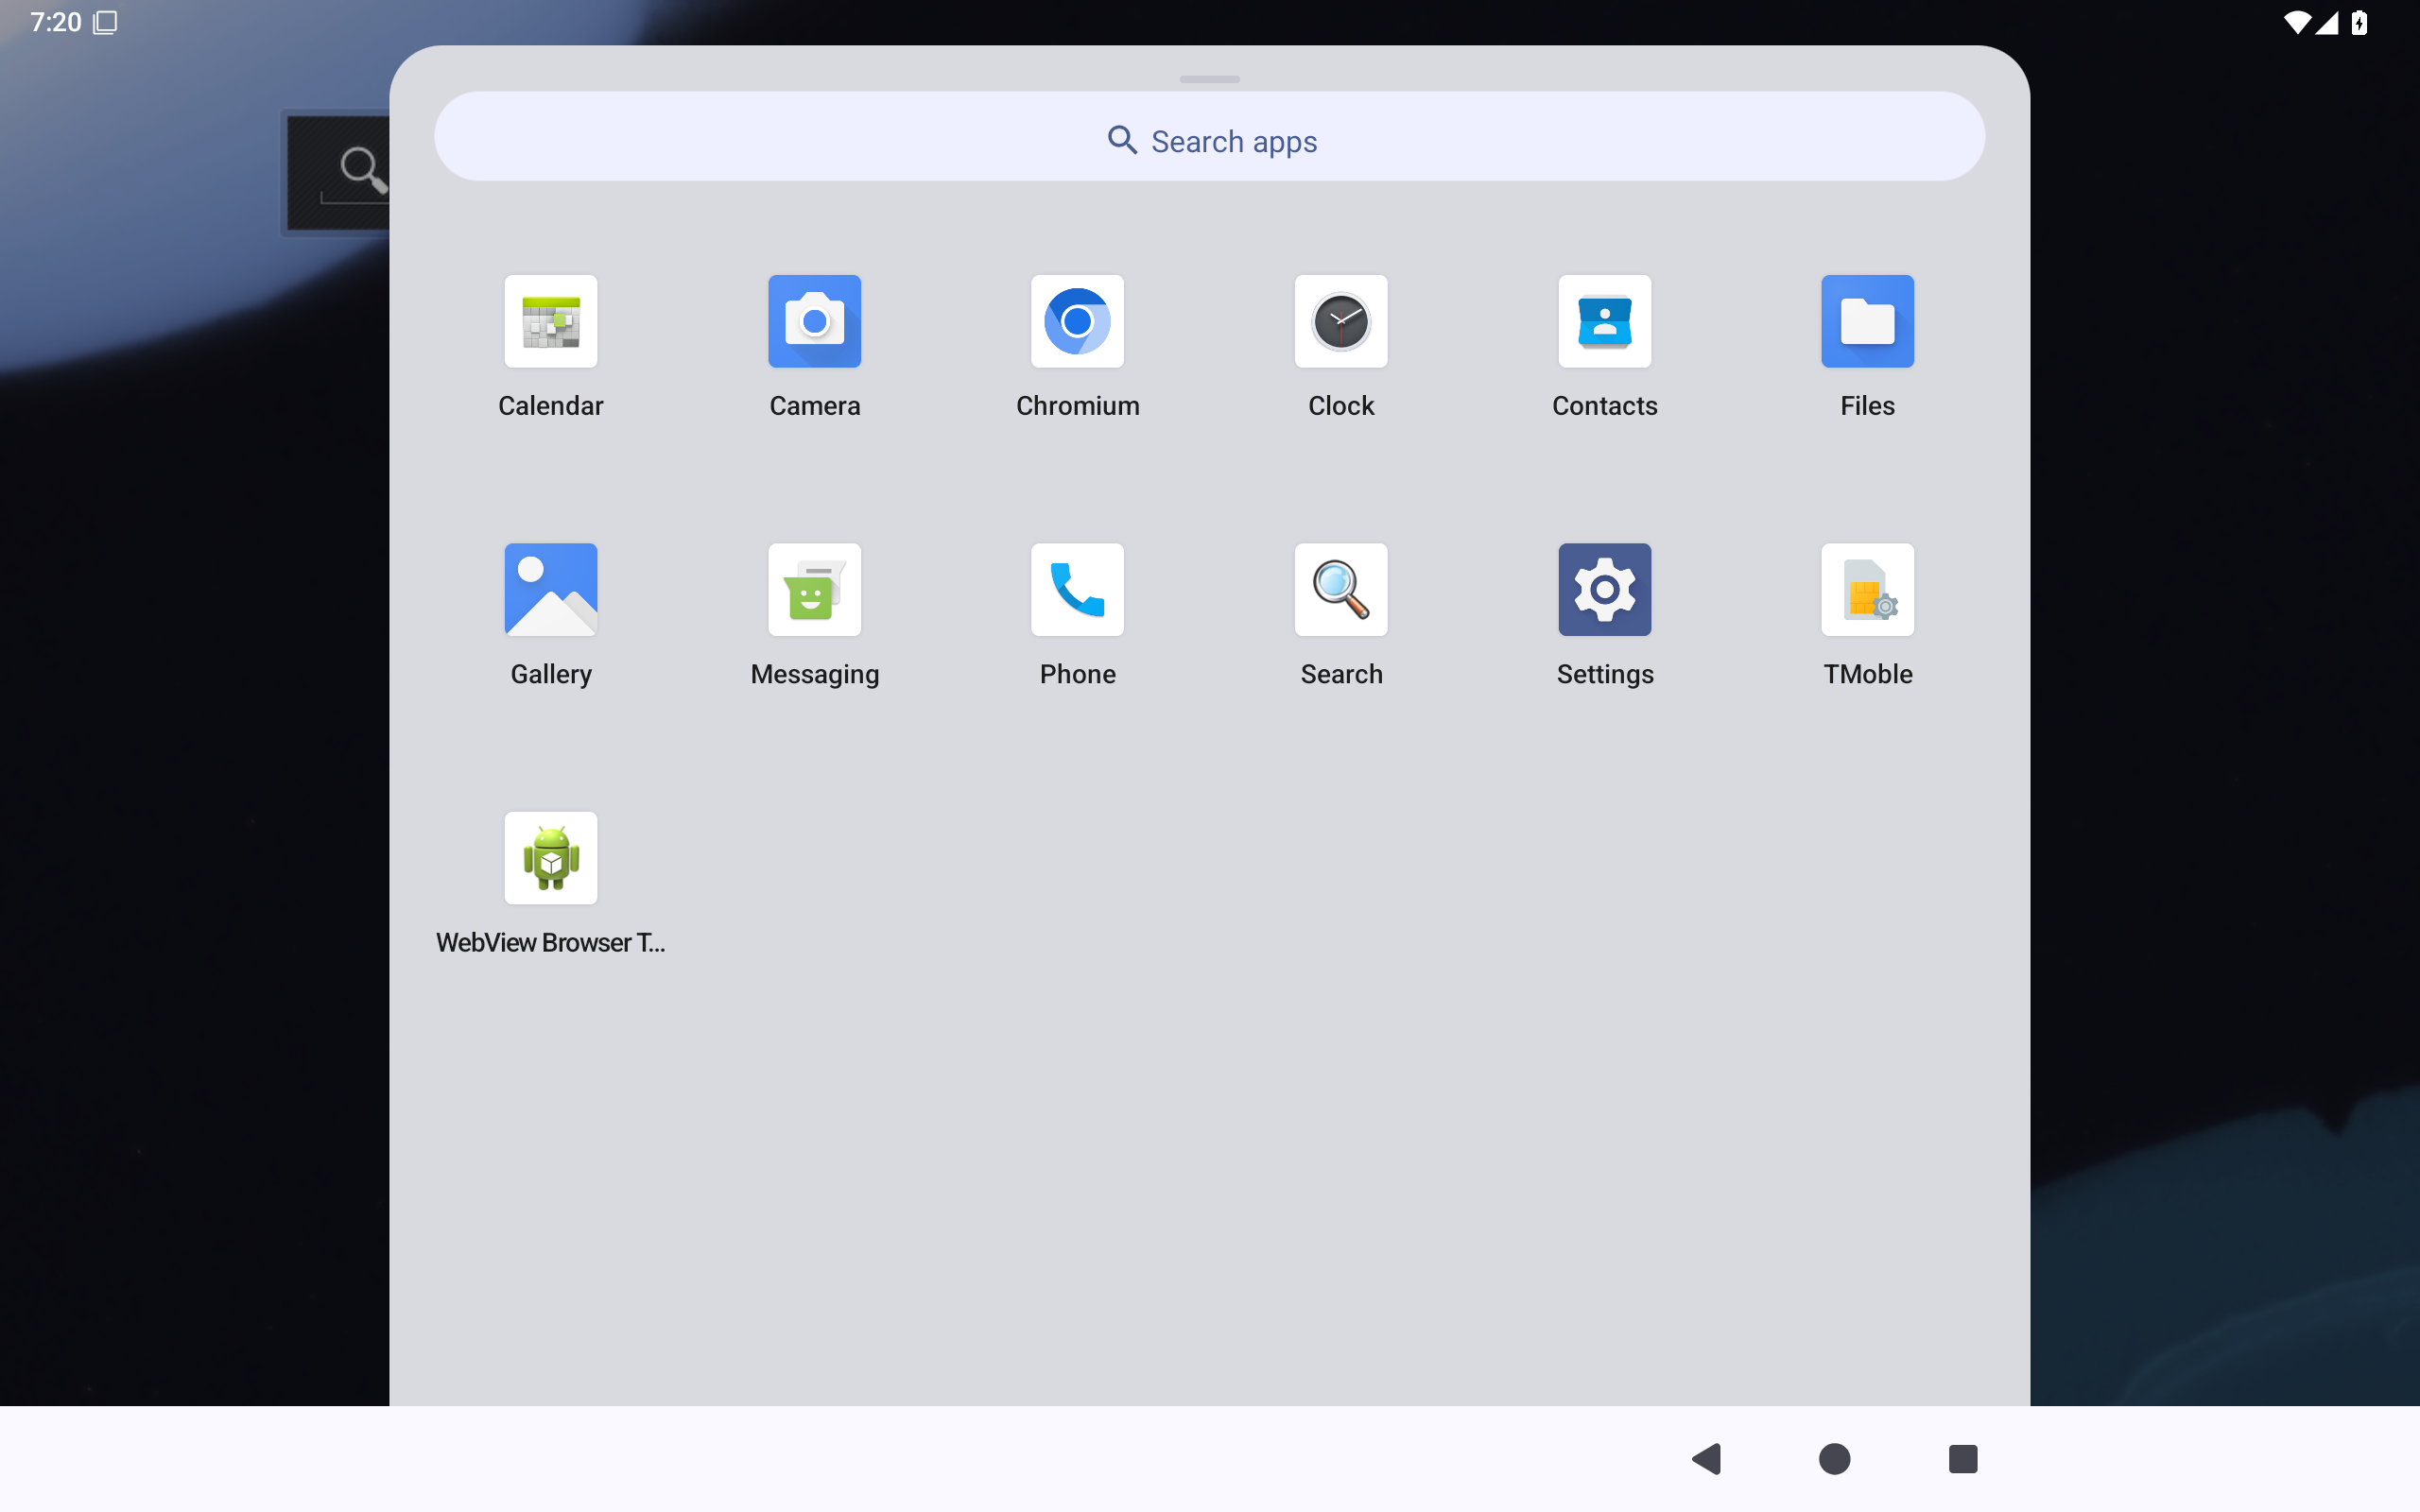 7:20
Search apps
Calendar Camera Chromium Clock Contacts Files
Gallery Messaging Phone Search Settings TMoble
WebView Browser T...